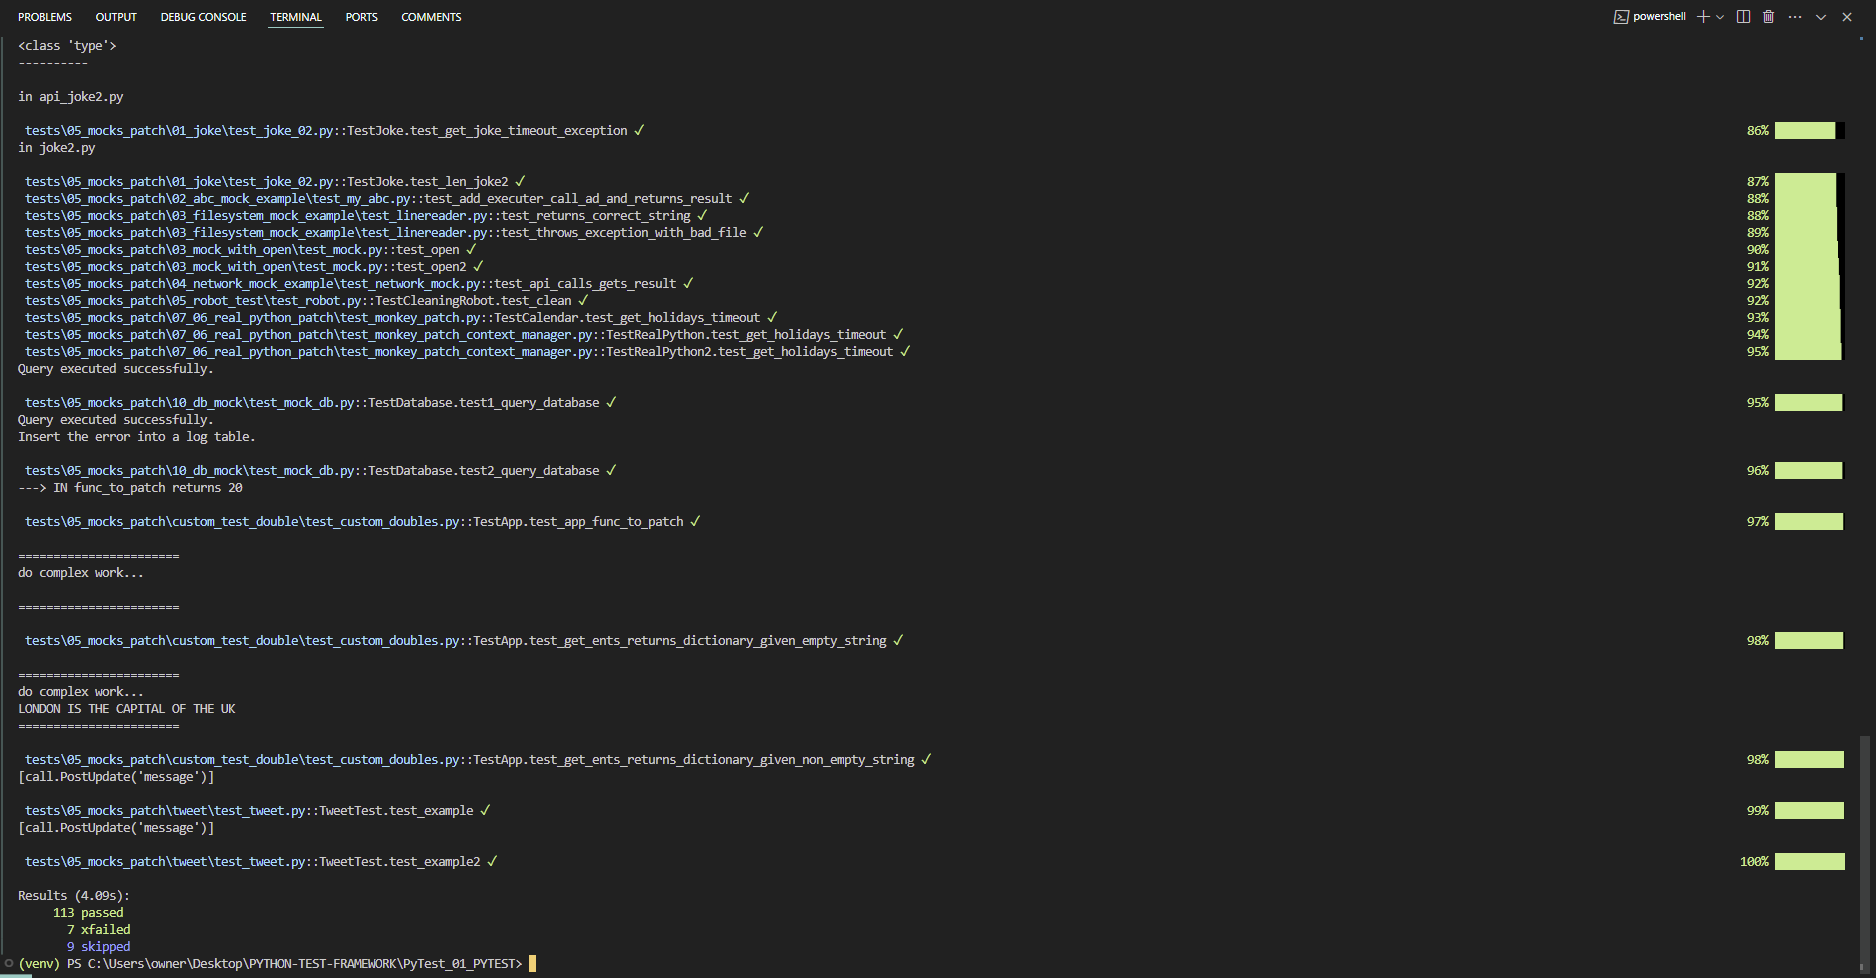 PROBLEMS OUTPUT DEBUG CONSOLE TERMINAL PORTS COMMENTS powershell
<class 'type'>
----------
in api_joke2.py
tests\05_mocks_patch\01_joke\test_joke_02.py::TestJoke.test_get_joke_timeout_exception ✓ 86%
in joke2.py
tests\05_mocks_patch\01_joke\test_joke_02.py::TestJoke.test_len_joke2 ✓ 87%
tests\05_mocks_patch\02_abc_mock_example\test_my_abc.py::test_add_executer_call_ad_and_returns_result ✓ 88%
tests\05_mocks_patch\03_filesystem_mock_example\test_linereader.py::test_returns_correct_string ✓ 88%
tests\05_mocks_patch\03_filesystem_mock_example\test_linereader.py::test_throws_exception_with_bad_file ✓ 89%
tests\05_mocks_patch\03_mock_with_open\test_mock.py::test_open ✓ 90%
tests\05_mocks_patch\03_mock_with_open\test_mock.py::test_open2 ✓ 91%
tests\05_mocks_patch\04_network_mock_example\test_network_mock.py::test_api_calls_gets_result ✓ 92%
tests\05_mocks_patch\05_robot_test\test_robot.py::TestCleaningRobot.test_clean ✓ 92%
tests\05_mocks_patch\07_06_real_python_patch\test_monkey_patch.py::TestCalendar.test_get_holidays_timeout ✓ 93%
tests\05_mocks_patch\07_06_real_python_patch\test_monkey_patch_context_manager.py::TestRealPython.test_get_holidays_timeout ✓ 94%
tests\05_mocks_patch\07_06_real_python_patch\test_monkey_patch_context_manager.py::TestRealPython2.test_get_holidays_timeout ✓ 95%
Query executed successfully.
tests\05_mocks_patch\10_db_mock\test_mock_db.py::TestDatabase.test1_query_database ✓ 95%
Query executed successfully.
Insert the error into a log table.
tests\05_mocks_patch\10_db_mock\test_mock_db.py::TestDatabase.test2_query_database ✓ 96%
---> IN func_to_patch returns 20
tests\05_mocks_patch\custom_test_double\test_custom_doubles.py::TestApp.test_app_func_to_patch ✓ 97%
=======================
do complex work...
=======================
tests\05_mocks_patch\custom_test_double\test_custom_doubles.py::TestApp.test_get_ents_returns_dictionary_given_empty_string ✓ 98%
=======================
do complex work...
LONDON IS THE CAPITAL OF THE UK
=======================
tests\05_mocks_patch\custom_test_double\test_custom_doubles.py::TestApp.test_get_ents_returns_dictionary_given_non_empty_string ✓ 98%
[call.PostUpdate('message')]
tests\05_mocks_patch\tweet\test_tweet.py::TweetTest.test_example ✓ 99%
[call.PostUpdate('message')]
tests\05_mocks_patch\tweet\test_tweet.py::TweetTest.test_example2 ✓ 100%
Results (4.09s):
113 passed
7 xfailed
9 skipped
(venv) PS C:\Users\owner\Desktop\PYTHON-TEST-FRAMEWORK\PyTest_01_PYTEST>